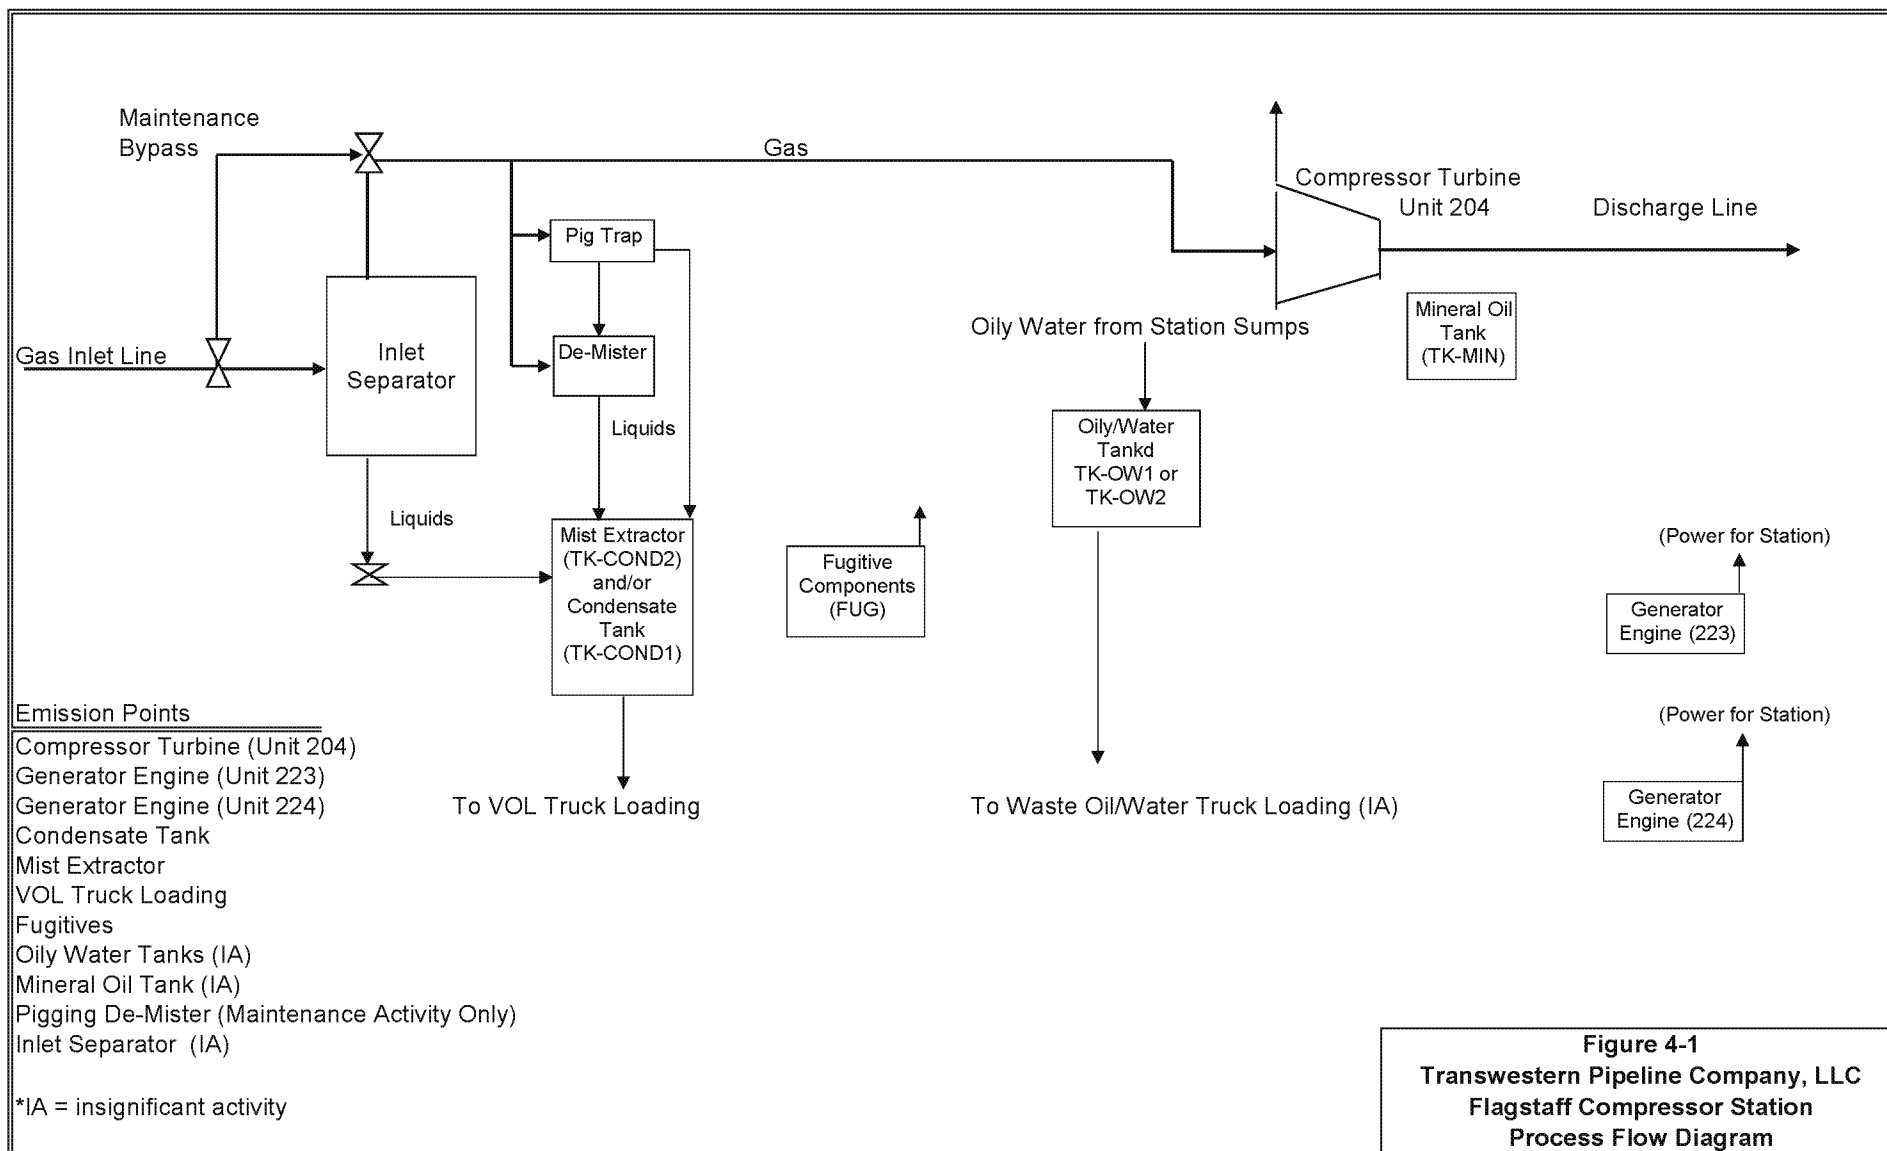 Maintenance
Bypass
Gas
Compressor Turbine
Unit 204
Discharge Line
Pig Trap
Mineral Oil
Tank
(TK-MIN)
Oily Water from Station Sumps
Gas Inlet Line
Inlet
Separator
De-Mister
Liquids
Oily/Water
Tankd
TK-OW1 or
TK-OW2
Liquids
Mist Extractor
(TK-COND2)
and/or
Condensate
Tank
(TK-COND1)
Fugitive
Components
(FUG)
(Power for Station)
Generator
Engine (223)
(Power for Station)
Generator
Engine (224)
To VOL Truck Loading
To Waste Oil/Water Truck Loading (IA)
Emission Points
Compressor Turbine (Unit 204)
Generator Engine (Unit 223)
Generator Engine (Unit 224)
Condensate Tank
Mist Extractor
VOL Truck Loading
Fugitives
Oily Water Tanks (IA)
Mineral Oil Tank (IA)
Pigging De-Mister (Maintenance Activity Only)
Inlet Separator (IA)
*IA = insignificant activity
Figure 4-1
Transwestern Pipeline Company, LLC
Flagstaff Compressor Station
Process Flow Diagram